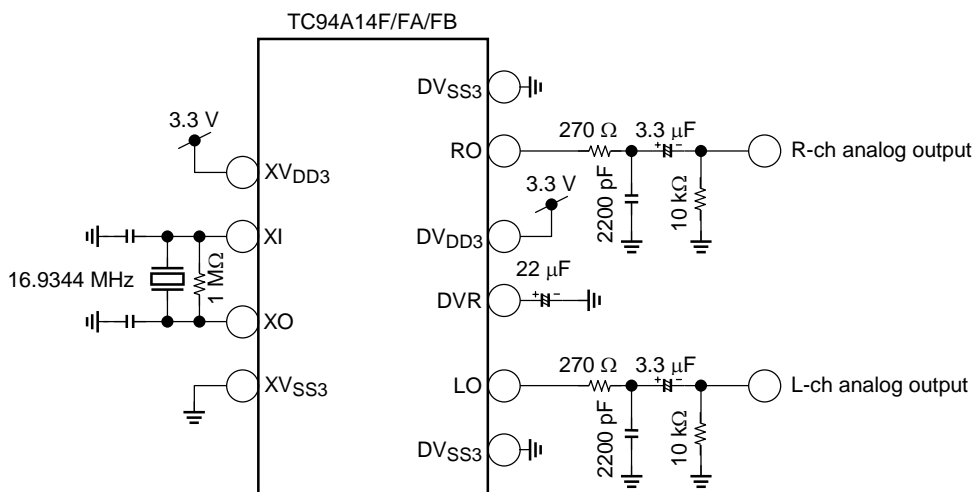 TC94A14F/FA/FB
DVSS3
3.3 V
270 Ω
3.3 μF
RO
R-ch analog output
XVDD3
2200 pF
10 kΩ
3.3 V
XI
DVDD3
16.9344 MHz
1 MΩ
22 μF
DVR
XO
270 Ω
3.3 μF
XVSS3
LO
L-ch analog output
2200 pF
10 kΩ
DVSS3